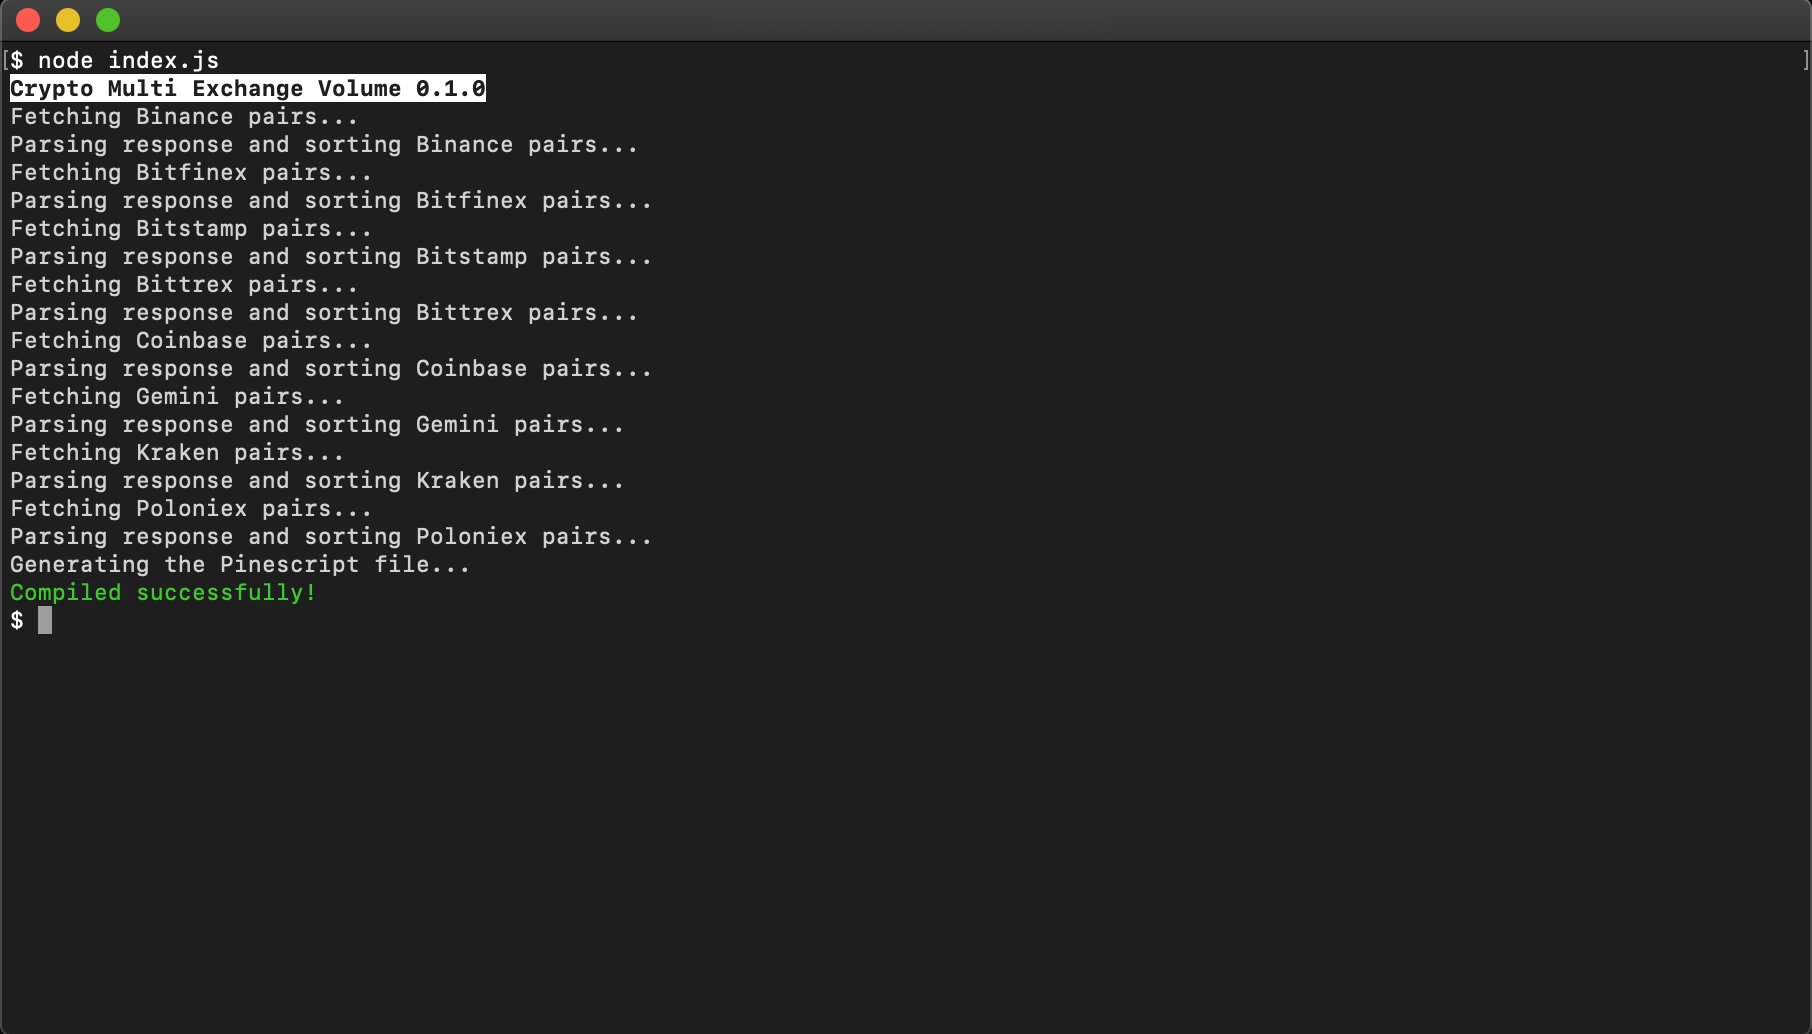 [$ node index.js ]
Crypto Multi Exchange Volume 0.1.0
Fetching Binance pairs...
Parsing response and sorting Binance pairs...
Fetching Bitfinex pairs...
Parsing response and sorting Bitfinex pairs...
Fetching Bitstamp pairs...
Parsing response and sorting Bitstamp pairs...
Fetching Bittrex pairs...
Parsing response and sorting Bittrex pairs...
Fetching Coinbase pairs...
Parsing response and sorting Coinbase pairs...
Fetching Gemini pairs...
Parsing response and sorting Gemini pairs...
Fetching Kraken pairs...
Parsing response and sorting Kraken pairs...
Fetching Poloniex pairs...
Parsing response and sorting Poloniex pairs...
Generating the Pinescript file...
Compiled successfully!
$